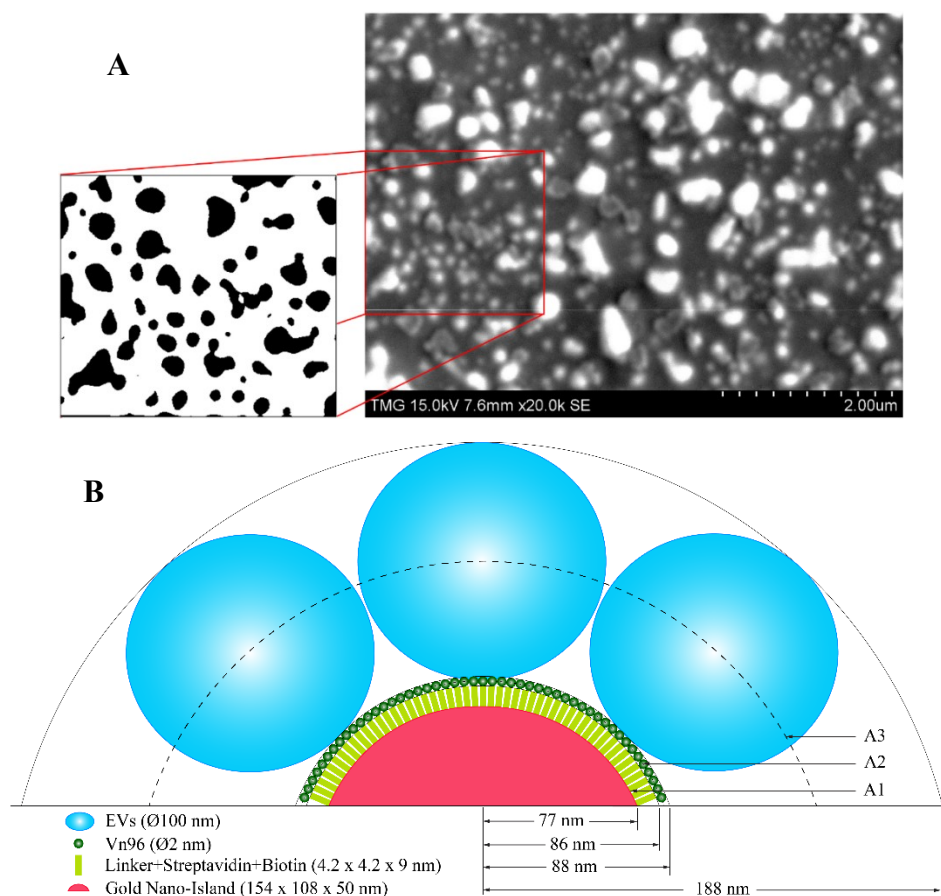 A
TMG 15.0kV 7.6mm x20.0k SE
2.00um
B
A3
A2
A1
EVs (Ø100 nm)
Vn96 (Ø2 nm)
Linker+Streptavidin+Biotin (4.2 x 4.2 x 9 nm)
Gold Nano-Island (154 x 108 x 50 nm)
77 nm
86 nm
88 nm
188 nm